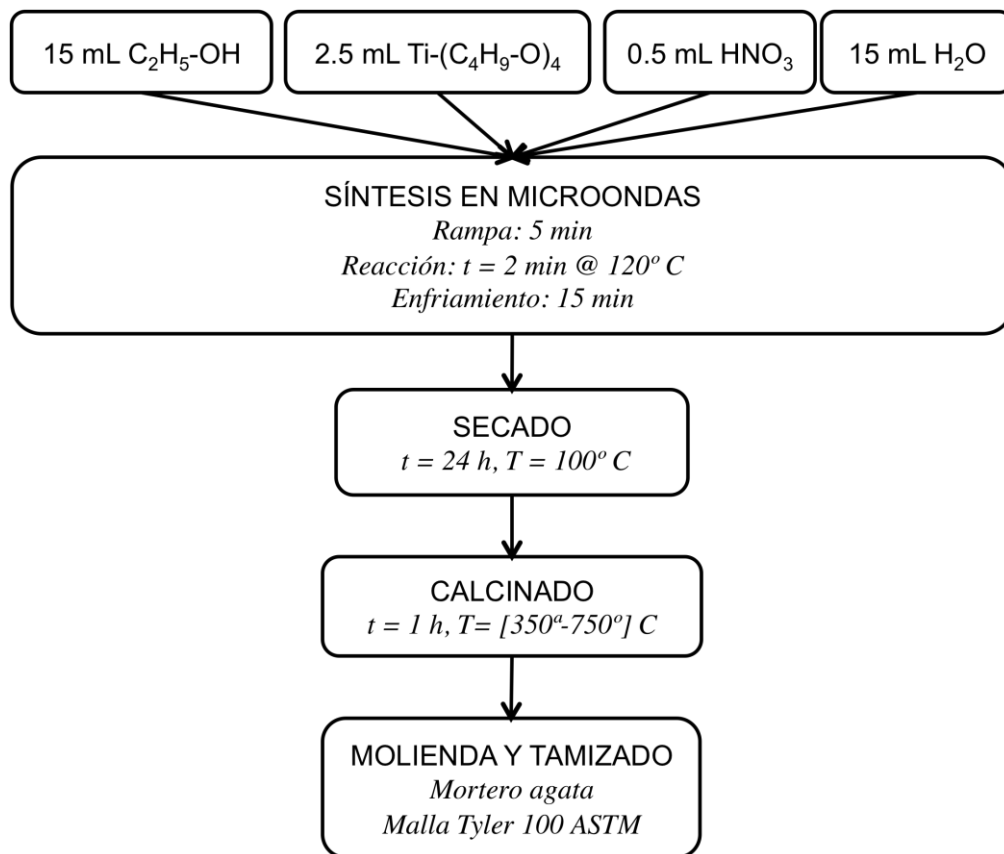 15 mL C₂H₅-OH
2.5 mL Ti-(C₄H₉-O)₄
0.5 mL HNO₃
15 mL H₂O
SÍNTESIS EN MICROONDAS
Rampa: 5 min
Reacción: t = 2 min @ 120º C
Enfriamiento: 15 min
SECADO
t = 24 h, T = 100º C
CALCINADO
t = 1 h, T= [350ª-750º] C
MOLIENDA Y TAMIZADO
Mortero agata
Malla Tyler 100 ASTM